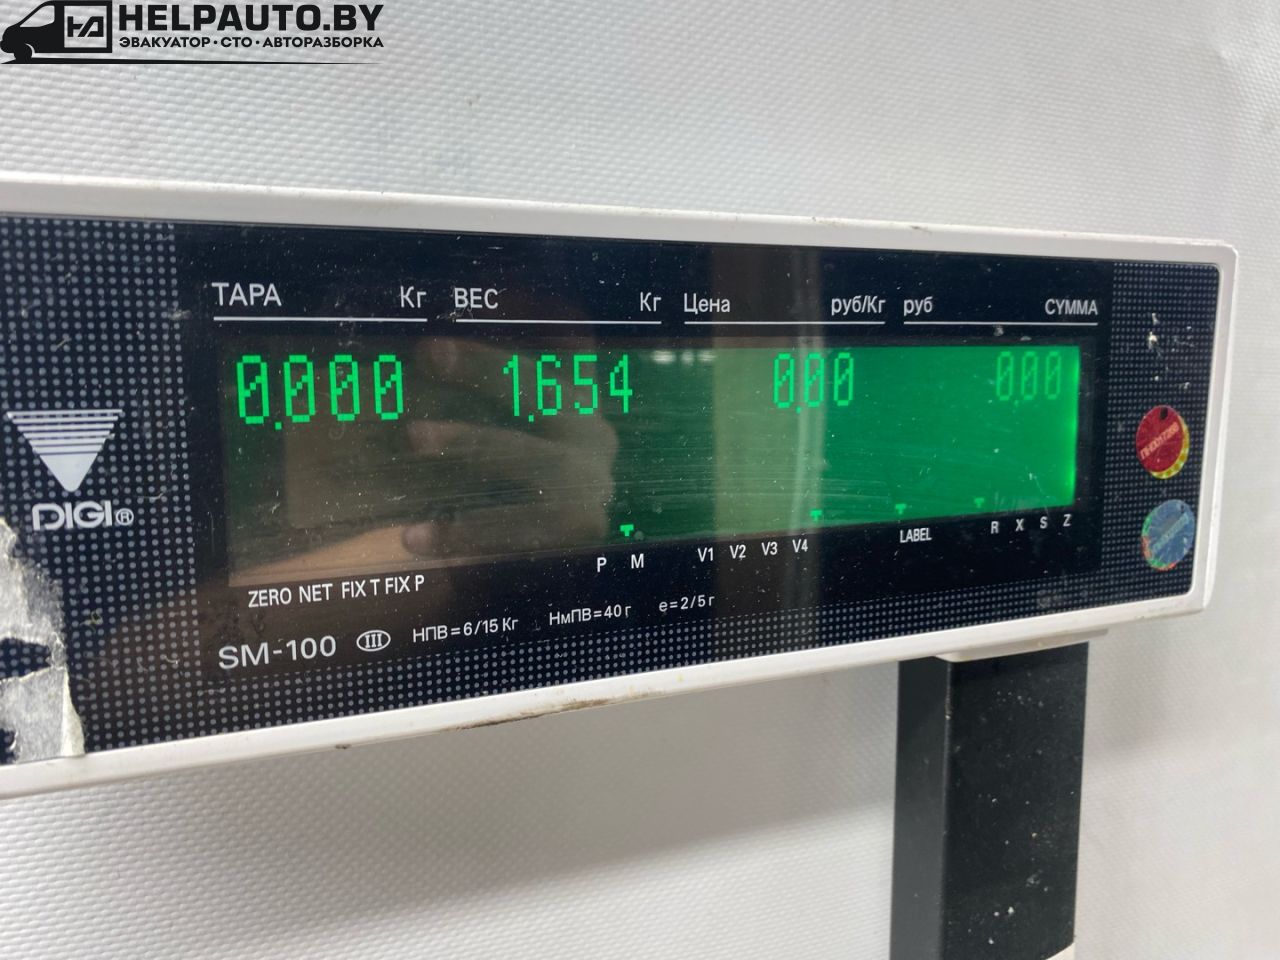 HELPAUTO.BY
ЭВАКУАТОР·СТО·АВТОРАЗБОРКА
ТАРА Кг ВЕС Кг Цена руб/Кг руб СУММА
0.000 1.654 0.00 0.00
DIGI®
P M V1 V2 V3 V4 LABEL R X S Z
ZERO NET FIX T FIX P
SM-100 III НПВ=6/15 Кг НмПВ=40 г e=2/5 г